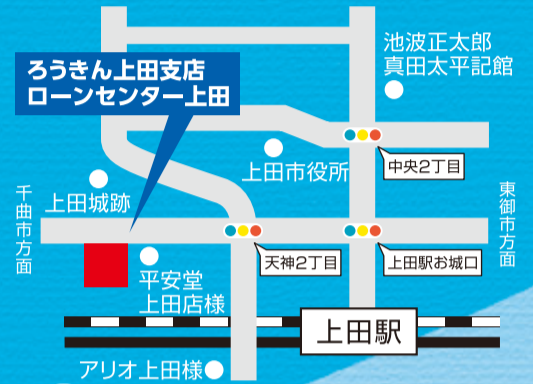 池波正太郎
真田太平記館
ろうきん上田支店
ローンセンター上田
上田市役所
中央2丁目
上田城跡
千曲市方面
東御市方面
天神2丁目
上田駅お城口
平安堂
上田店様
上田駅
アリオ上田様